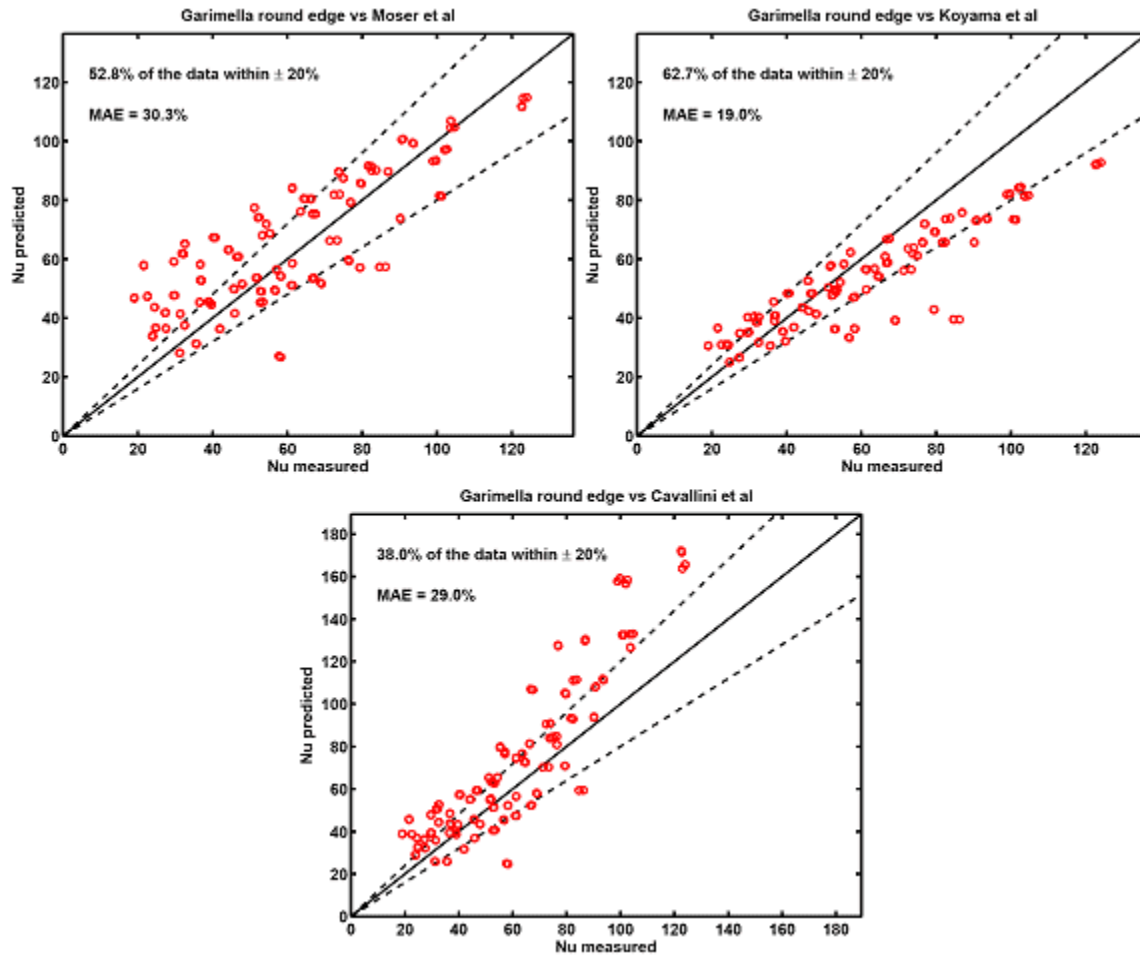 Garimella round edge vs Moser et al
52.8% of the data within ± 20%
MAE = 30.3%
Nu predicted
120
100
80
60
40
20
0
0 20 40 60 80 100 120
Nu measured
Garimella round edge vs Koyama et al
62.7% of the data within ± 20%
MAE = 19.0%
Nu predicted
120
100
80
60
40
20
0
0 20 40 60 80 100 120
Nu measured
Garimella round edge vs Cavallini et al
38.0% of the data within ± 20%
MAE = 29.0%
Nu predicted
180
160
140
120
100
80
60
40
20
0
0 20 40 60 80 100 120 140 160 180
Nu measured